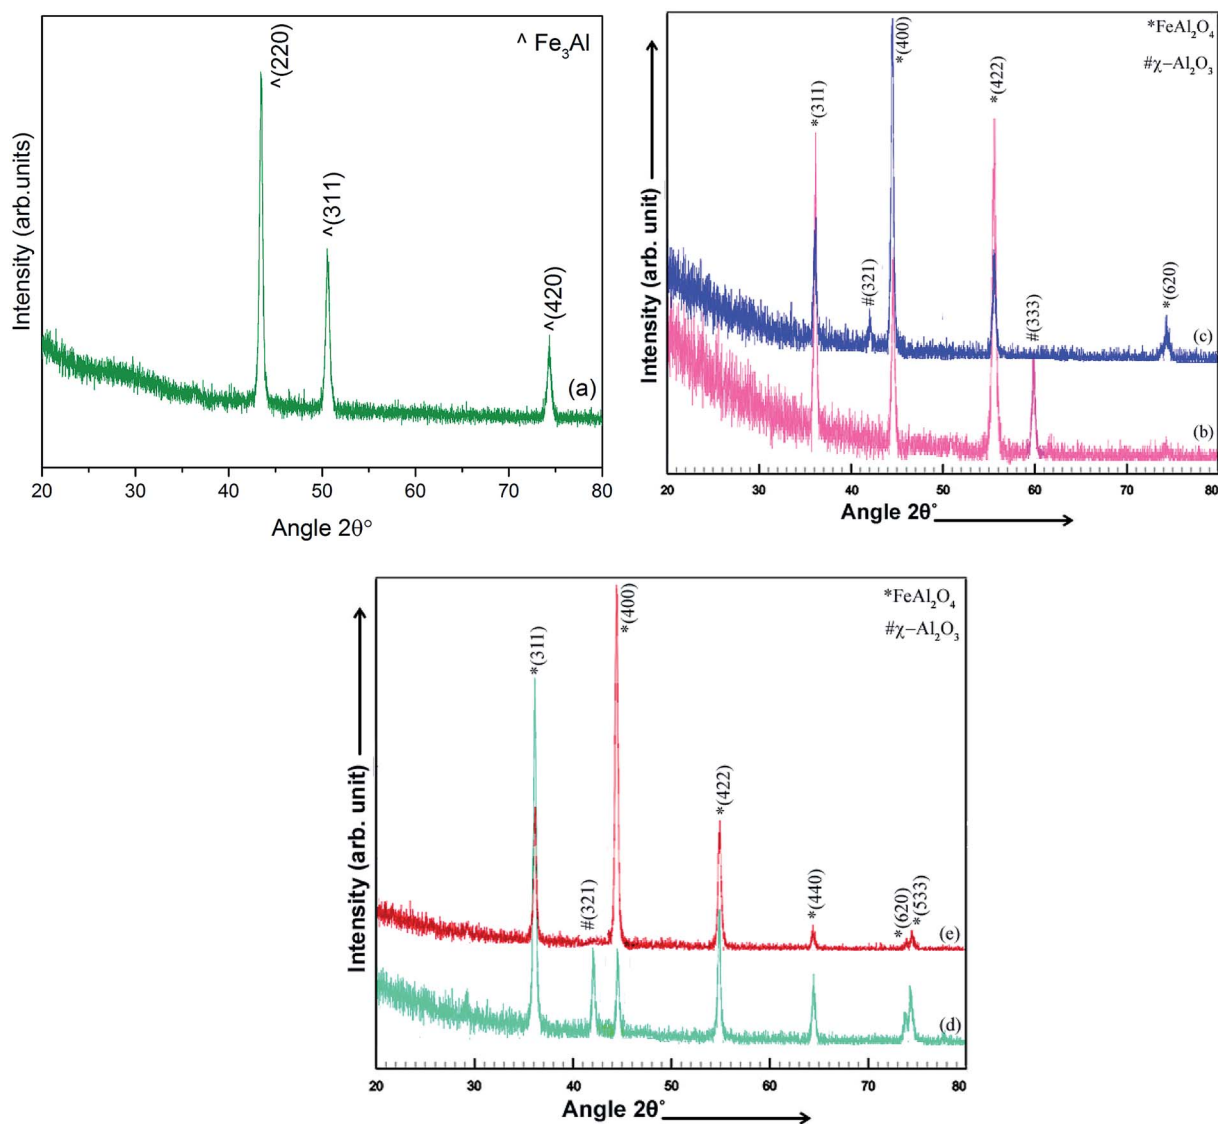 ^ Fe₃Al
^(220)
^(311)
^(420)
(a)
Intensity (arb.units)
20 30 40 50 60 70 80
Angle 2θ°
*FeAl₂O₄
#χ−Al₂O₃
*(400)
*(422)
*(311)
#(321)
*(620)
#(333)
(c)
(b)
Intensity (arb. unit)
20 30 40 50 60 70 80
Angle 2θ°
*FeAl₂O₄
#χ−Al₂O₃
*(400)
*(311)
*(422)
#(321)
*(440)
*(620)
*(533)
(e)
(d)
Intensity (arb. unit)
20 30 40 50 60 70 80
Angle 2θ°